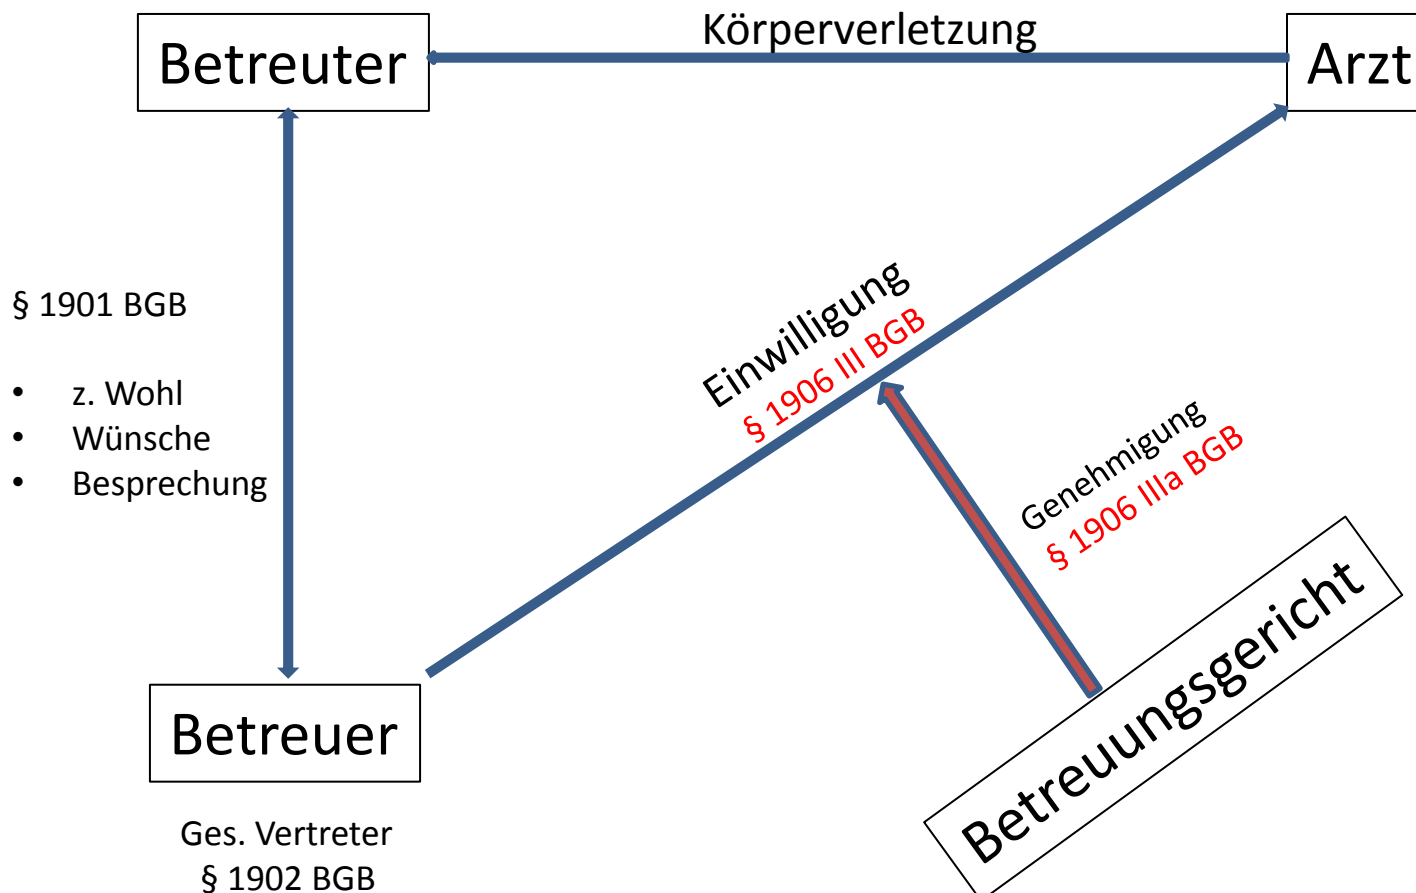 Körperverletzung
Betreuter
Arzt
§ 1901 BGB
• z. Wohl
• Wünsche
• Besprechung
Einwilligung
§ 1906 III BGB
Genehmigung
§ 1906 IIIa BGB
Betreuungsgericht
Betreuer
Ges. Vertreter
§ 1902 BGB